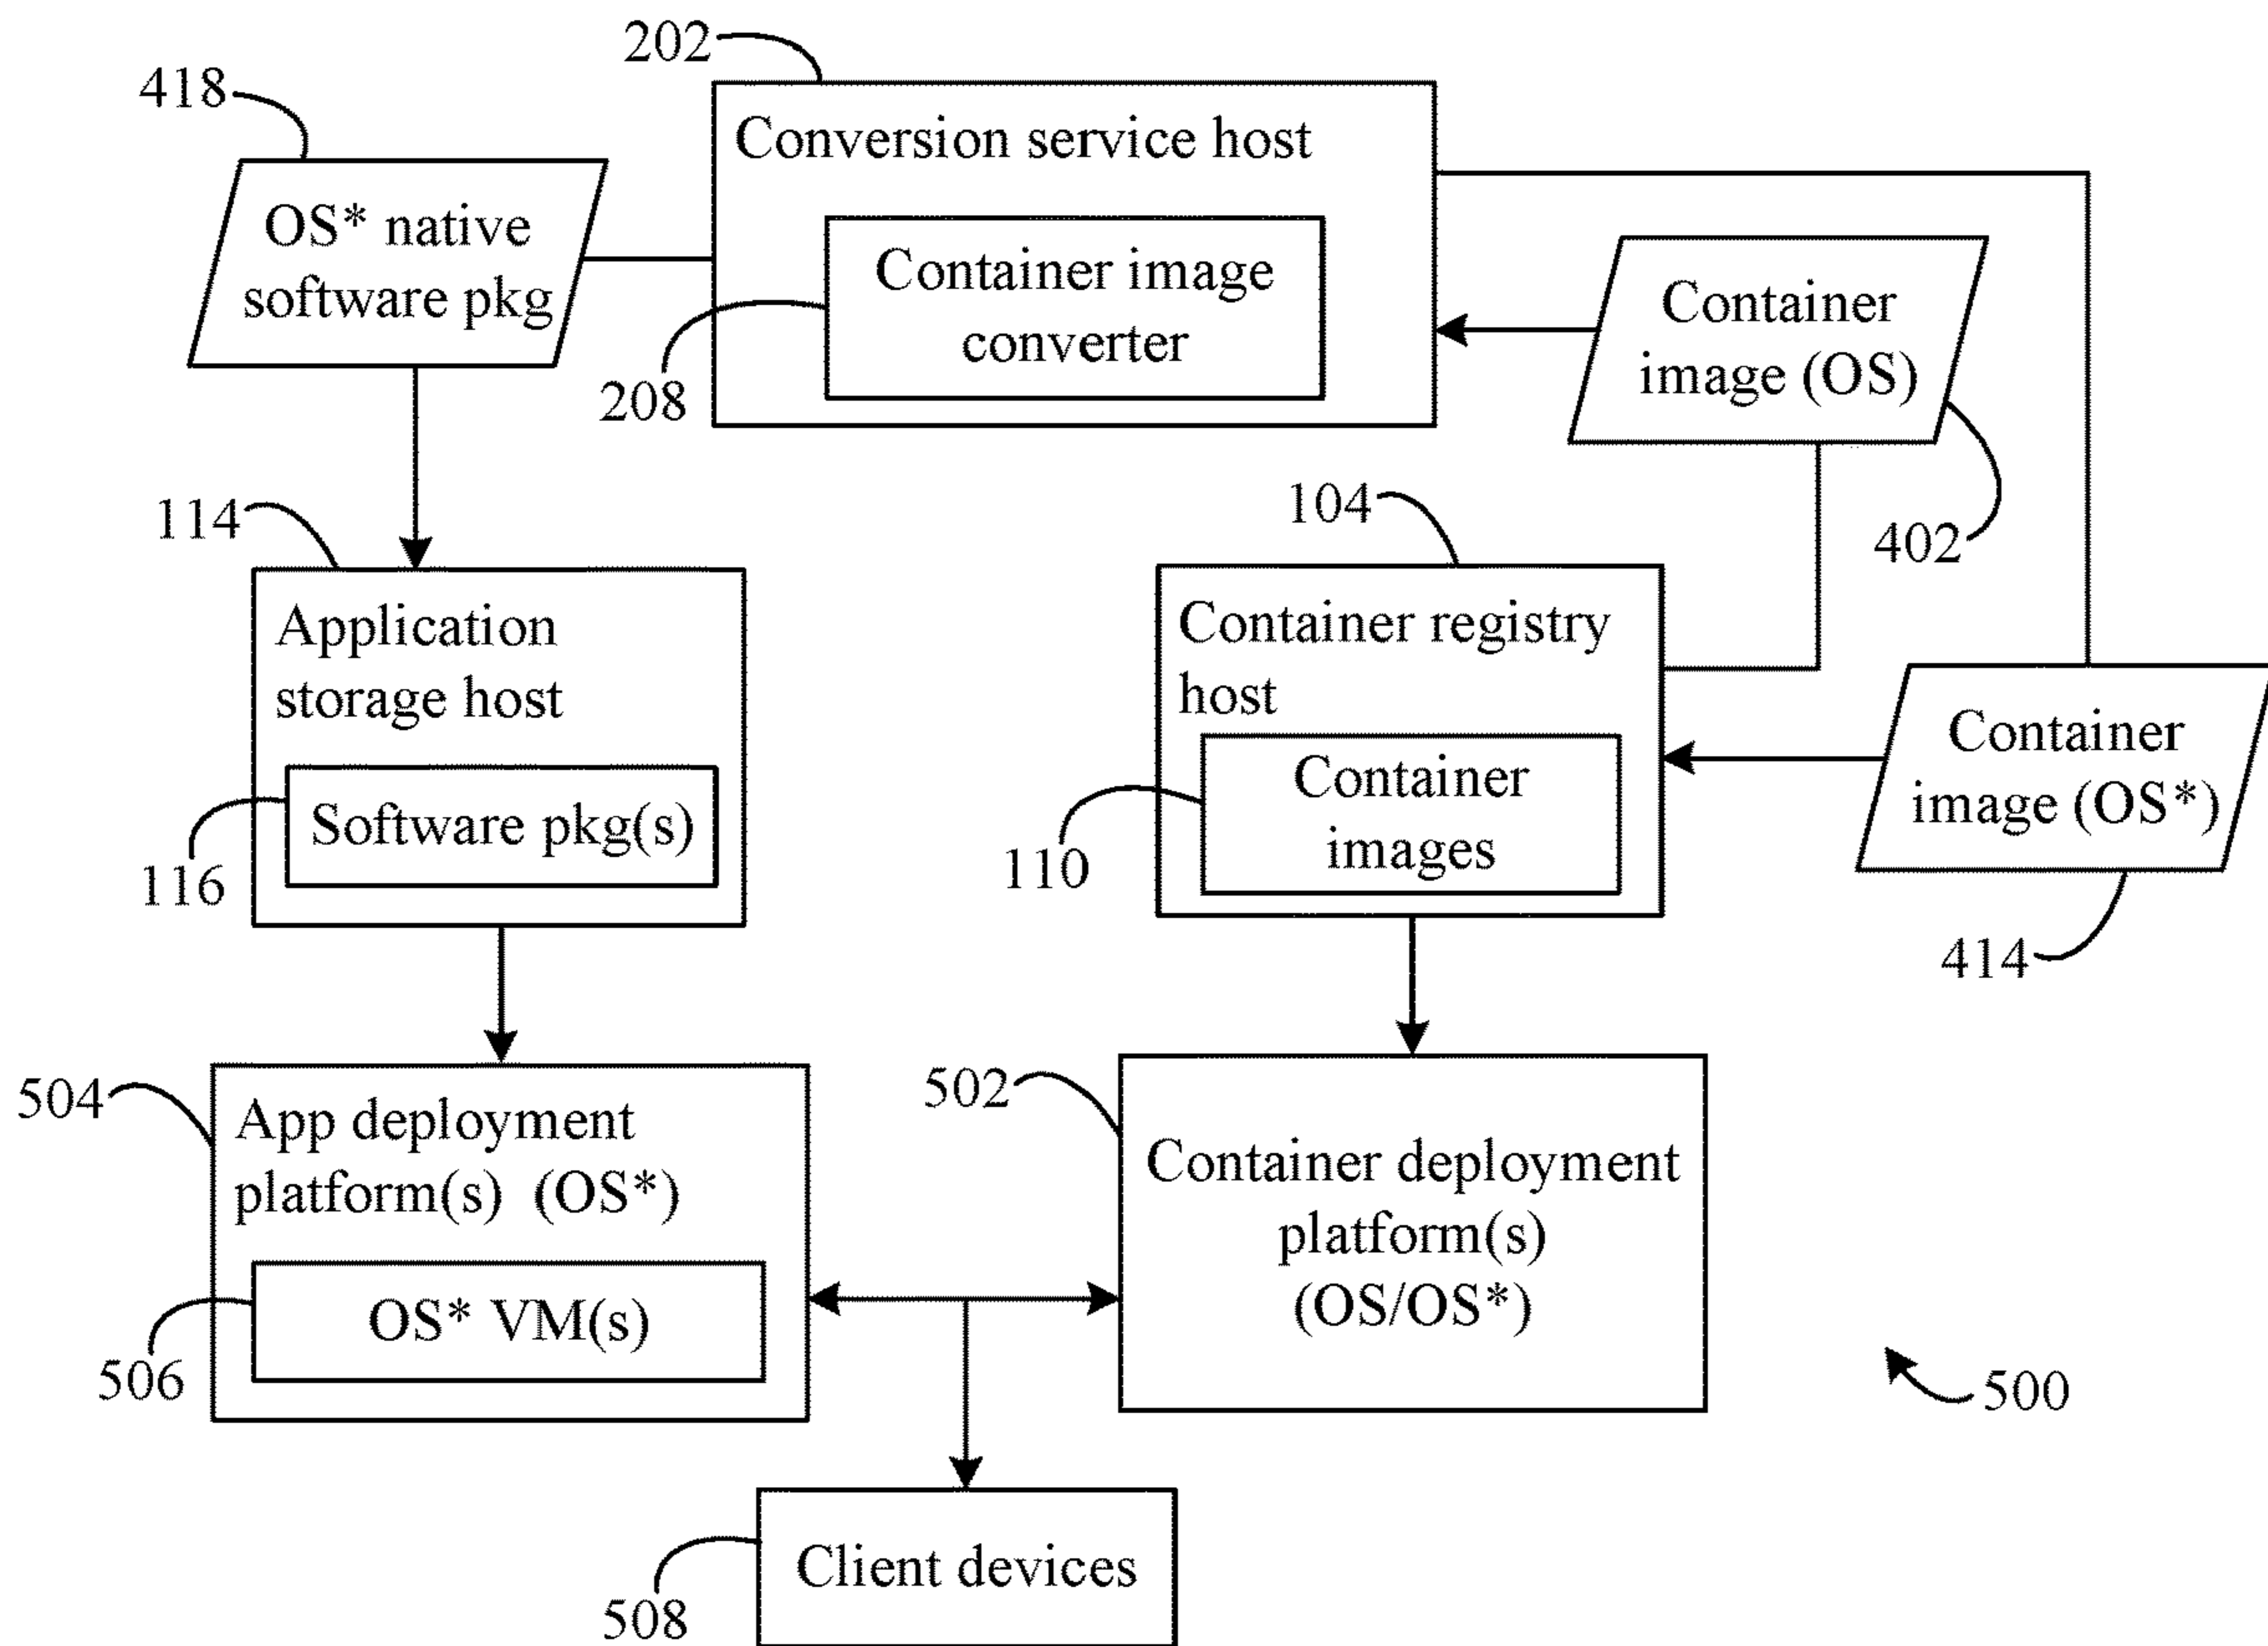 202
418
Conversion service host
OS* native
software pkg
Container image
converter
208
Container
image (OS)
402
114
104
Application
storage host
Software pkg(s)
116
Container registry
host
Container
images
110
Container
image (OS*)
414
504
App deployment
platform(s) (OS*)
OS* VM(s)
506
502
Container deployment
platform(s)
(OS/OS*)
500
Client devices
508